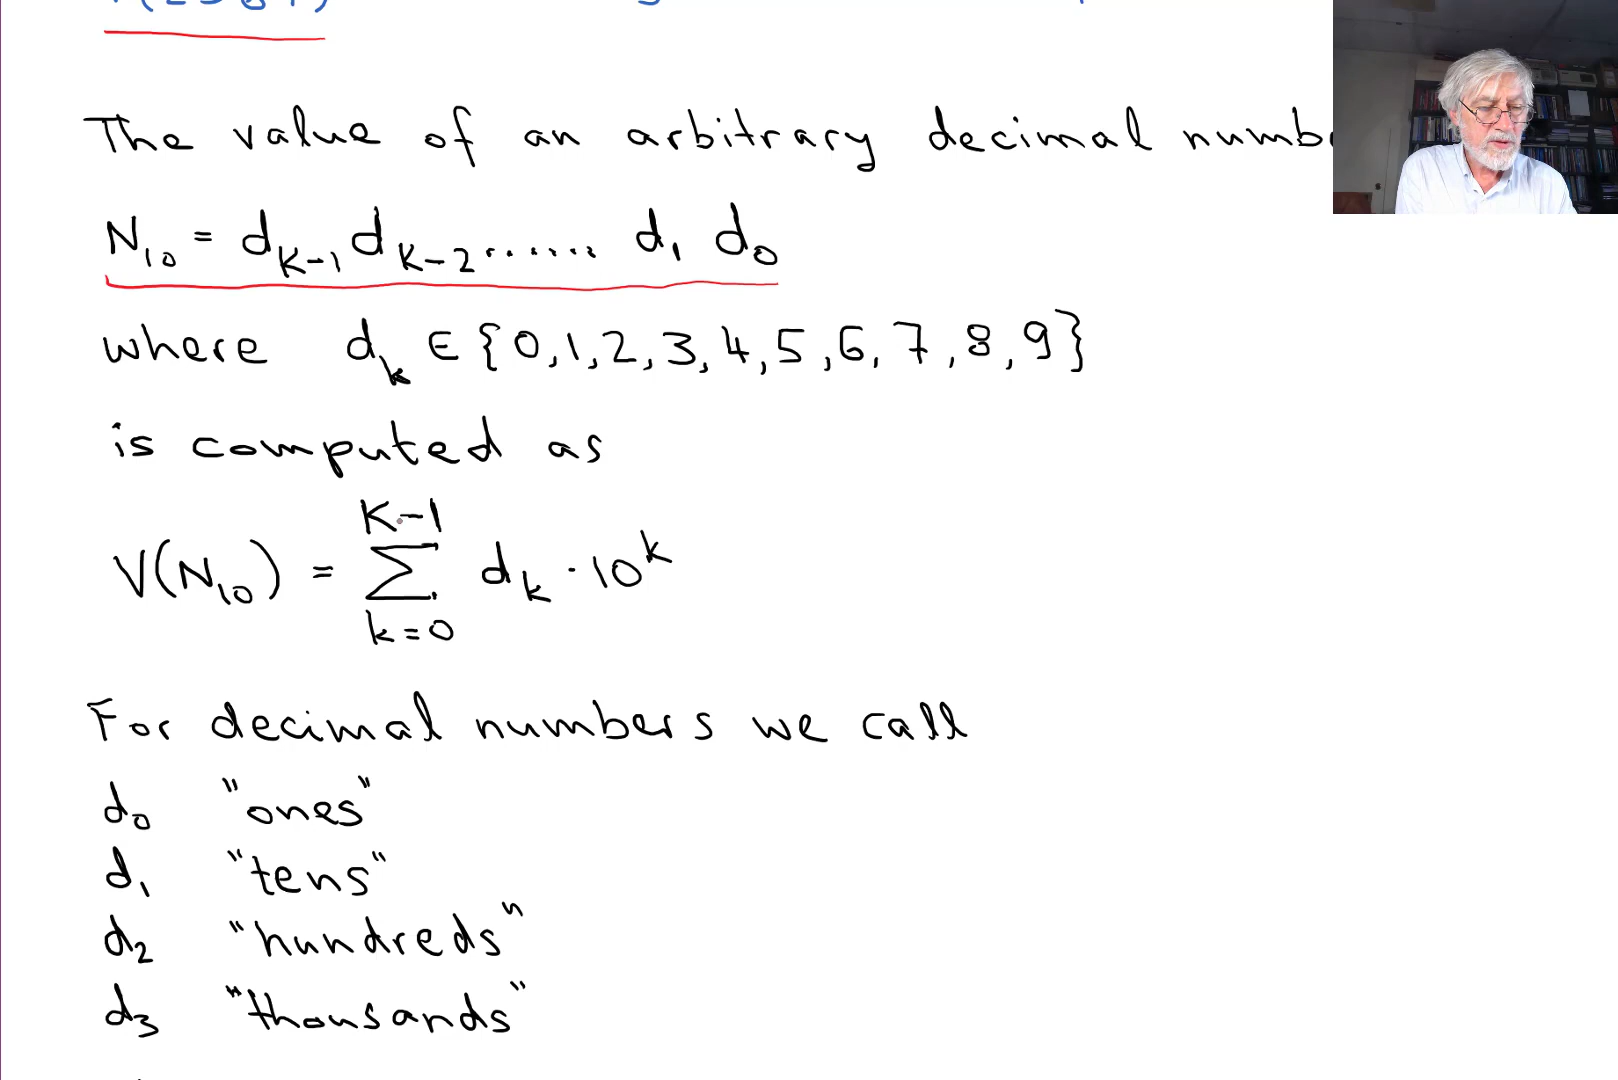 The value of an arbitrary decimal numb
N₁₀ = d_{K-1} d_{K-2} ...... d₁ d₀
where d_k ∈ {0,1,2,3,4,5,6,7,8,9}
is computed as
V(N₁₀) = \sum_{k=0}^{K-1} d_k · 10^k
For decimal numbers we call
d₀ "ones"
d₁ "tens"
d₂ "hundreds"
d₃ "thousands"